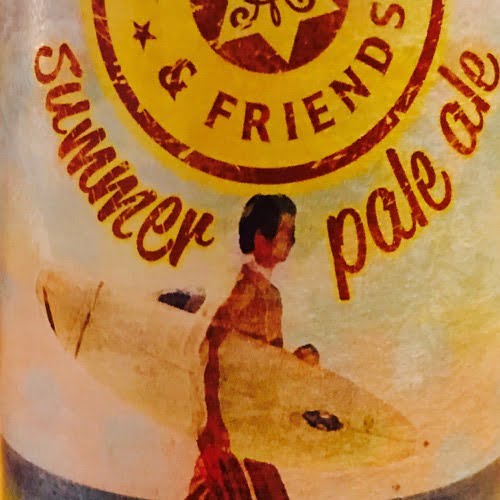 & FRIENDS
summer
pale ale